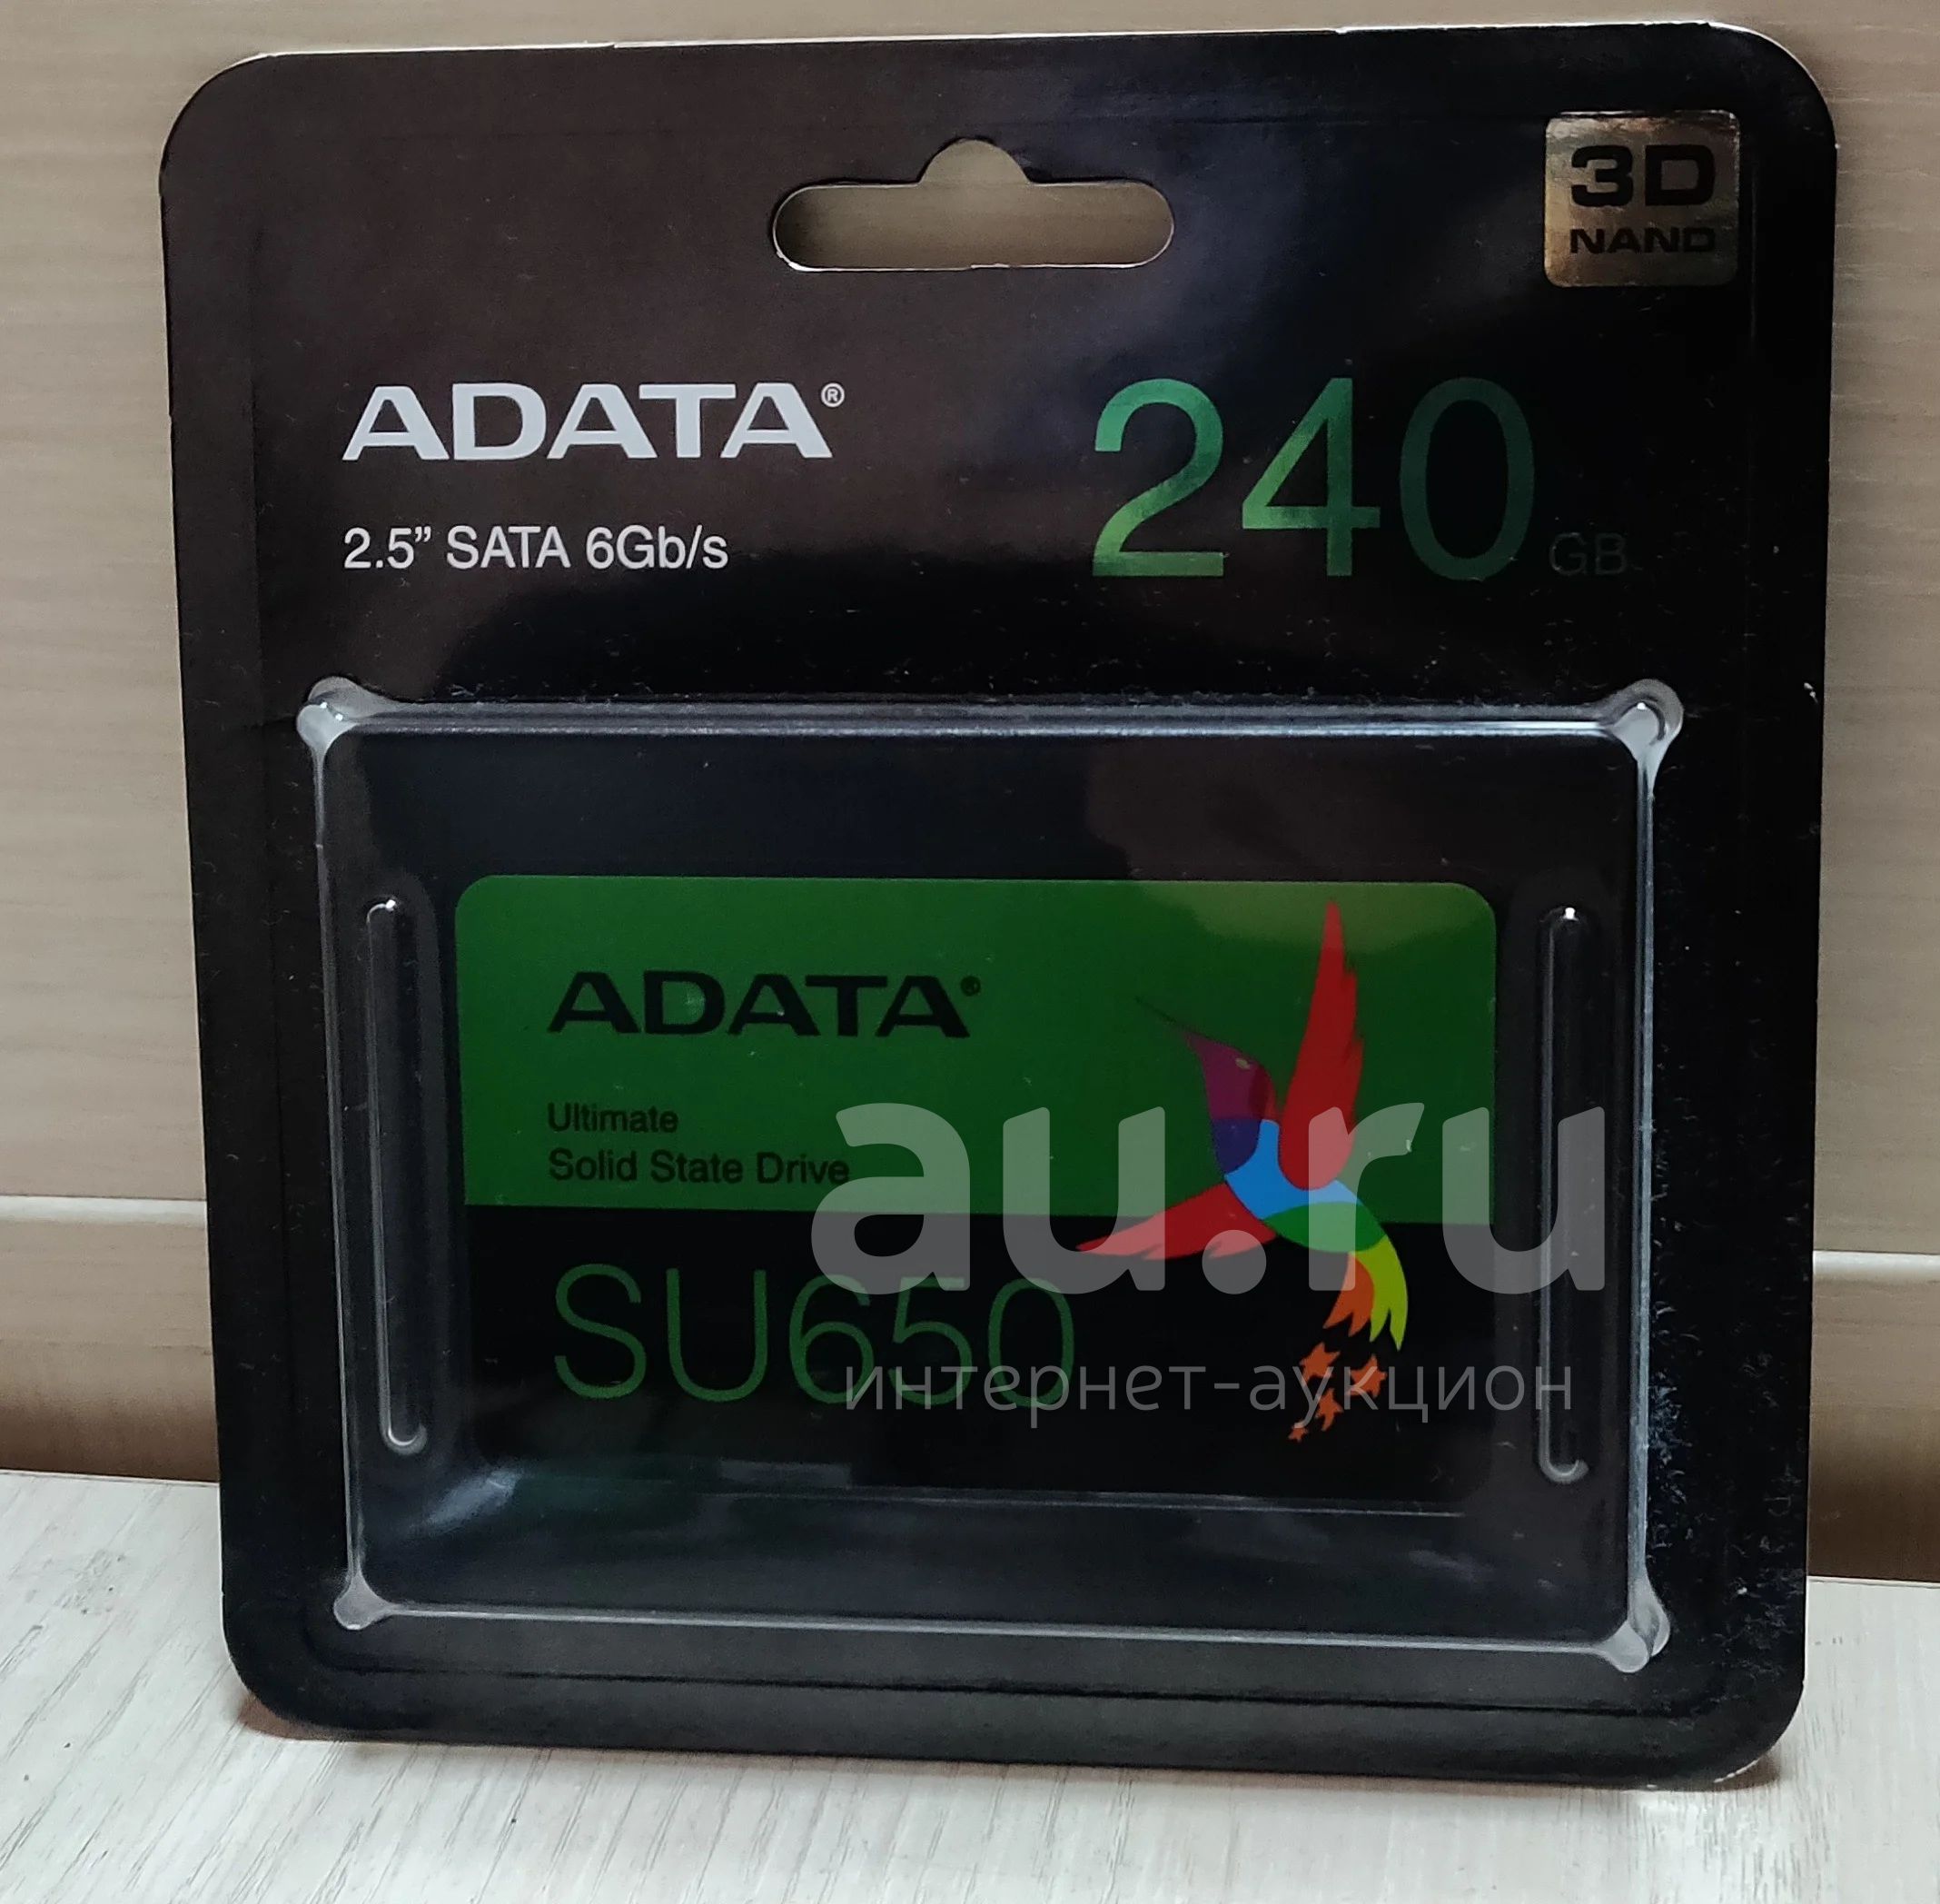 3D
NAND
ADATA®
240 GB
2.5” SATA 6Gb/s
ADATA®
Ultimate
Solid State Drive
au.ru
SU650
интернет-аукцион